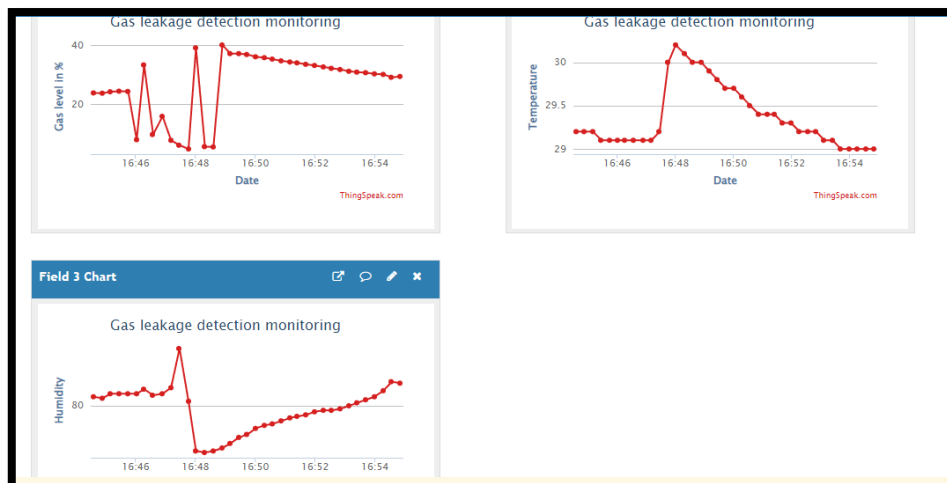 Gas leakage detection monitoring
40
20
Gas level in %
16:46 16:48 16:50 16:52 16:54
Date
ThingSpeak.com
Gas leakage detection monitoring
30
29.5
29
Temperature
16:46 16:48 16:50 16:52 16:54
Date
ThingSpeak.com
Field 3 Chart
Gas leakage detection monitoring
80
Humidity
16:46 16:48 16:50 16:52 16:54